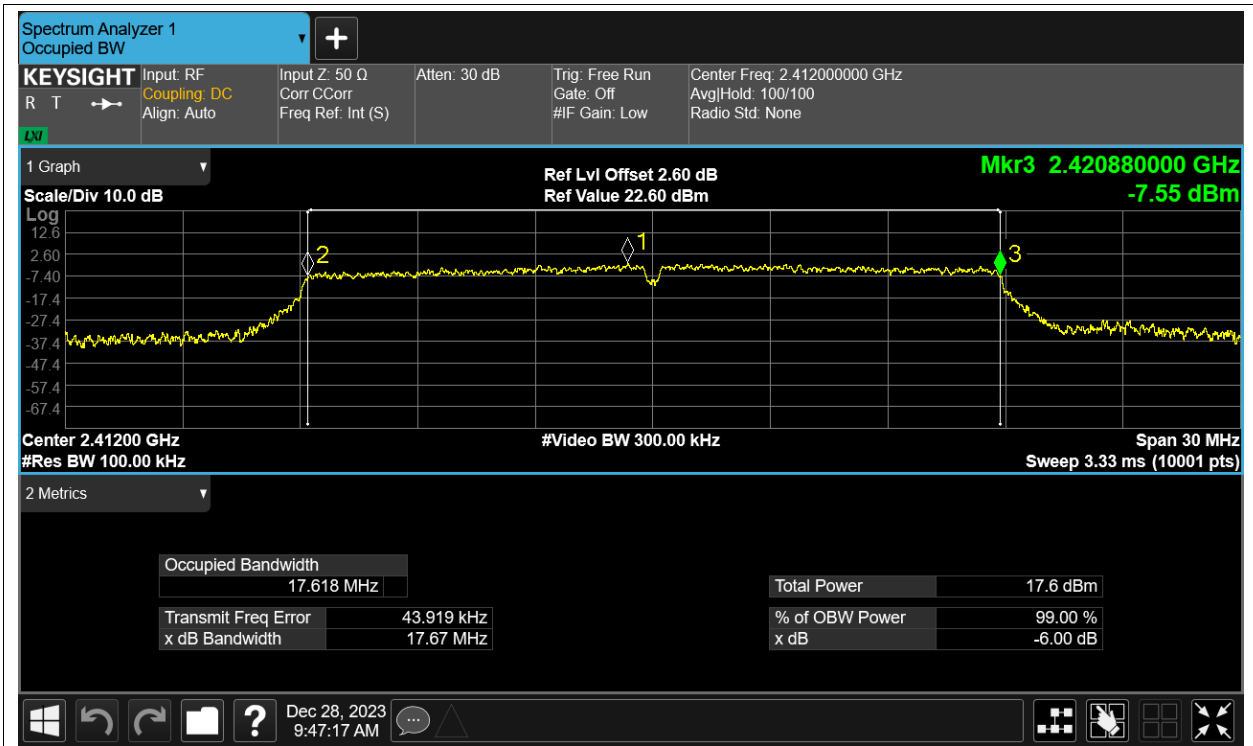 Spectrum Analyzer 1
Occupied BW
KEYSIGHT
R T
LXI
Input: RF
Coupling: DC
Align: Auto
Input Z: 50 Ω
Corr CCorr
Freq Ref: Int (S)
Atten: 30 dB
Trig: Free Run
Gate: Off
#IF Gain: Low
Center Freq: 2.412000000 GHz
Avg|Hold: 100/100
Radio Std: None
1 Graph
Scale/Div 10.0 dB
Ref Lvl Offset 2.60 dB
Ref Value 22.60 dBm
Mkr3 2.420880000 GHz
-7.55 dBm
Log
12.6
2.60
-7.40
-17.4
-27.4
-37.4
-47.4
-57.4
-67.4
2
1
3
Center 2.41200 GHz
#Video BW 300.00 kHz
Span 30 MHz
#Res BW 100.00 kHz
Sweep 3.33 ms (10001 pts)
2 Metrics
Occupied Bandwidth
17.618 MHz
Transmit Freq Error 43.919 kHz
x dB Bandwidth 17.67 MHz
Total Power 17.6 dBm
% of OBW Power 99.00 %
x dB -6.00 dB
?
Dec 28, 2023
9:47:17 AM